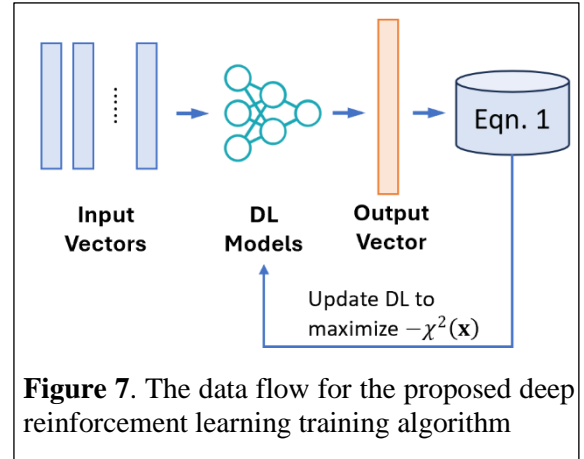 Eqn. 1
Input
Vectors
DL
Models
Output
Vector
Update DL to
maximize −χ²(𝐱)
Figure 7. The data flow for the proposed deep
reinforcement learning training algorithm